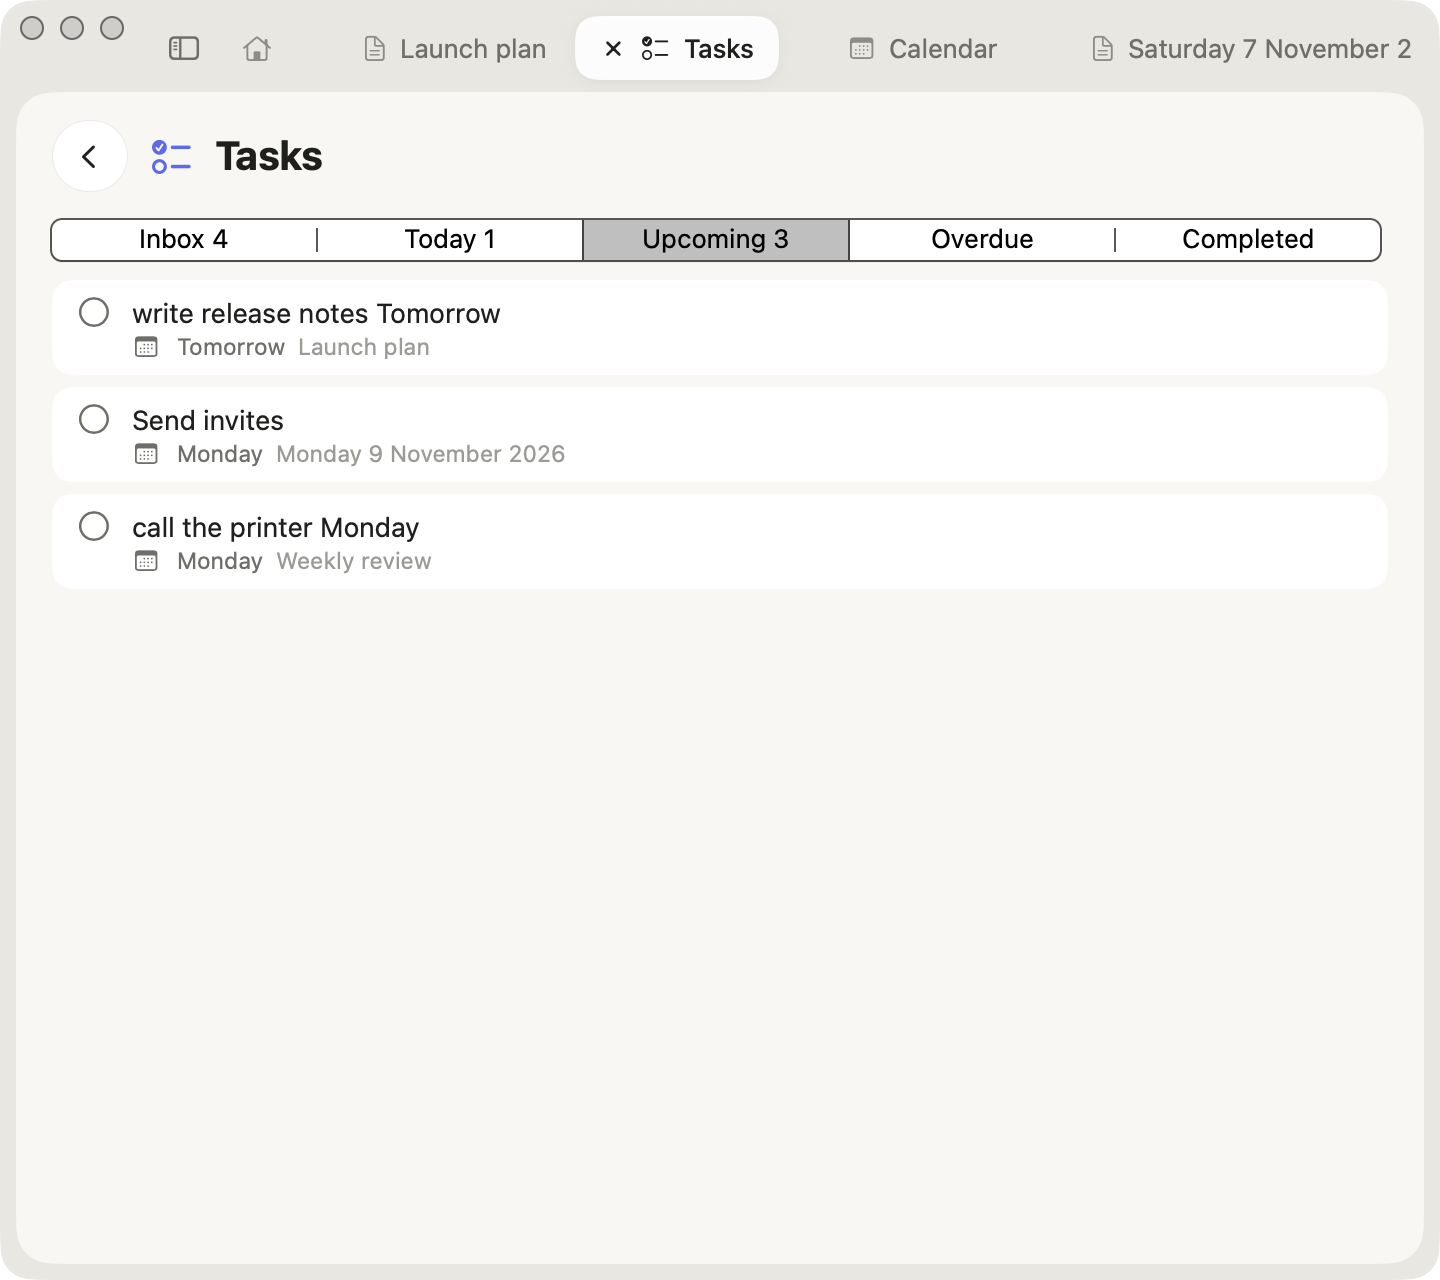 Launch plan
Tasks
Calendar
Saturday 7 November 2
Tasks
Inbox 4
Today 1
Upcoming 3
Overdue
Completed
write release notes Tomorrow
Tomorrow Launch plan
Send invites
Monday Monday 9 November 2026
call the printer Monday
Monday Weekly review